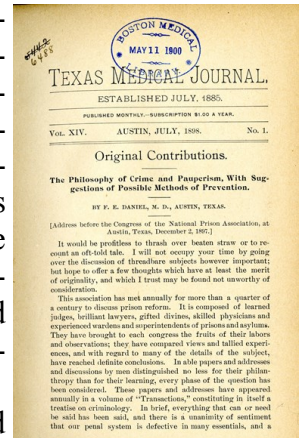 BOSTON MEDICAL
MAY 11 1900
LIBRARY
6488
TEXAS MEDICAL JOURNAL.
ESTABLISHED JULY, 1885.
PUBLISHED MONTHLY.—SUBSCRIPTION $1.00 A YEAR.
VOL. XIV. AUSTIN, JULY, 1898. No. 1.
Original Contributions.
The Philosophy of Crime and Pauperism, With Sug-
gestions of Possible Methods of Prevention.
BY F. E. DANIEL, M. D., AUSTIN, TEXAS.
[Address before the Congress of the National Prison Association, at
Austin, Texas, December 2, 1897.]
It would be profitless to thrash over beaten straw or to re-
count an oft-told tale. I will not occupy your time by going
over the discussion of threadbare subjects however important;
but hope to offer a few thoughts which have at least the merit
of originality, and which I trust may be found not unworthy of
consideration.
This association has met annually for more than a quarter of
a century to discuss prison reform. It is composed of learned
judges, brilliant lawyers, gifted divines, skilled physicians and
experienced wardens and superintendents of prisons and asylums.
They have brought to each congress the fruits of their labors
and observations; they have compared views and tallied experi-
ences, and with regard to many of the details of the subject,
have reached definite conclusions. In able papers and addresses
and discussions by men distinguished no less for their philan-
thropy than for their learning, every phase of the question has
been considered. These papers and addresses have appeared
annually in a volume of "Transactions," constituting in itself a
treatise on criminology. In brief, everything that can or need
be said has been said, and there is a unanimity of sentiment
that our penal system is defective in many essentials, and a
s
e
d
d